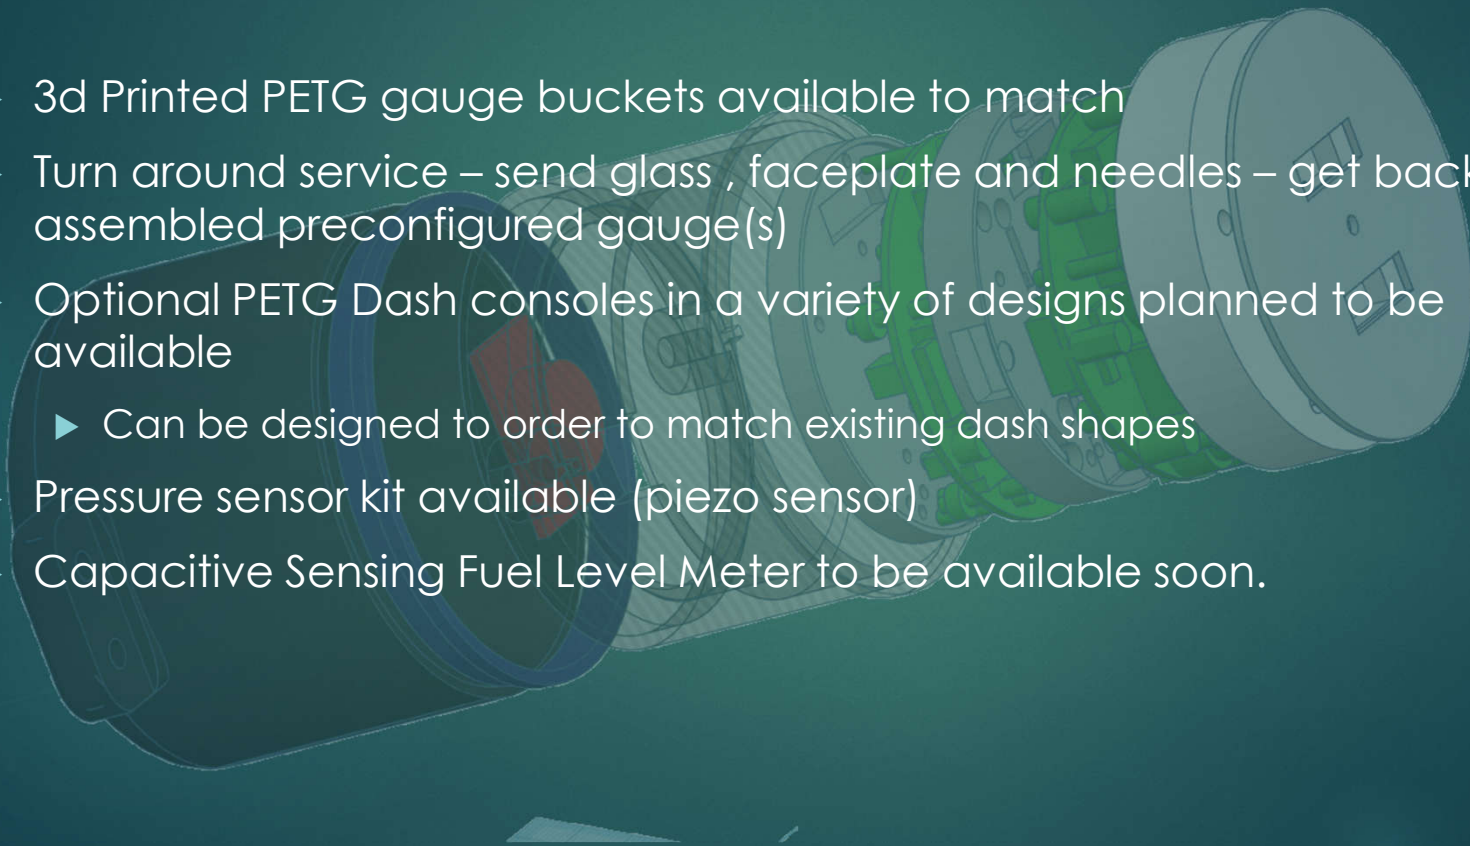 3d Printed PETG gauge buckets available to match
Turn around service – send glass , faceplate and needles – get back
assembled preconfigured gauge(s)
Optional PETG Dash consoles in a variety of designs planned to be
available
Can be designed to order to match existing dash shapes
Pressure sensor kit available (piezo sensor)
Capacitive Sensing Fuel Level Meter to be available soon.